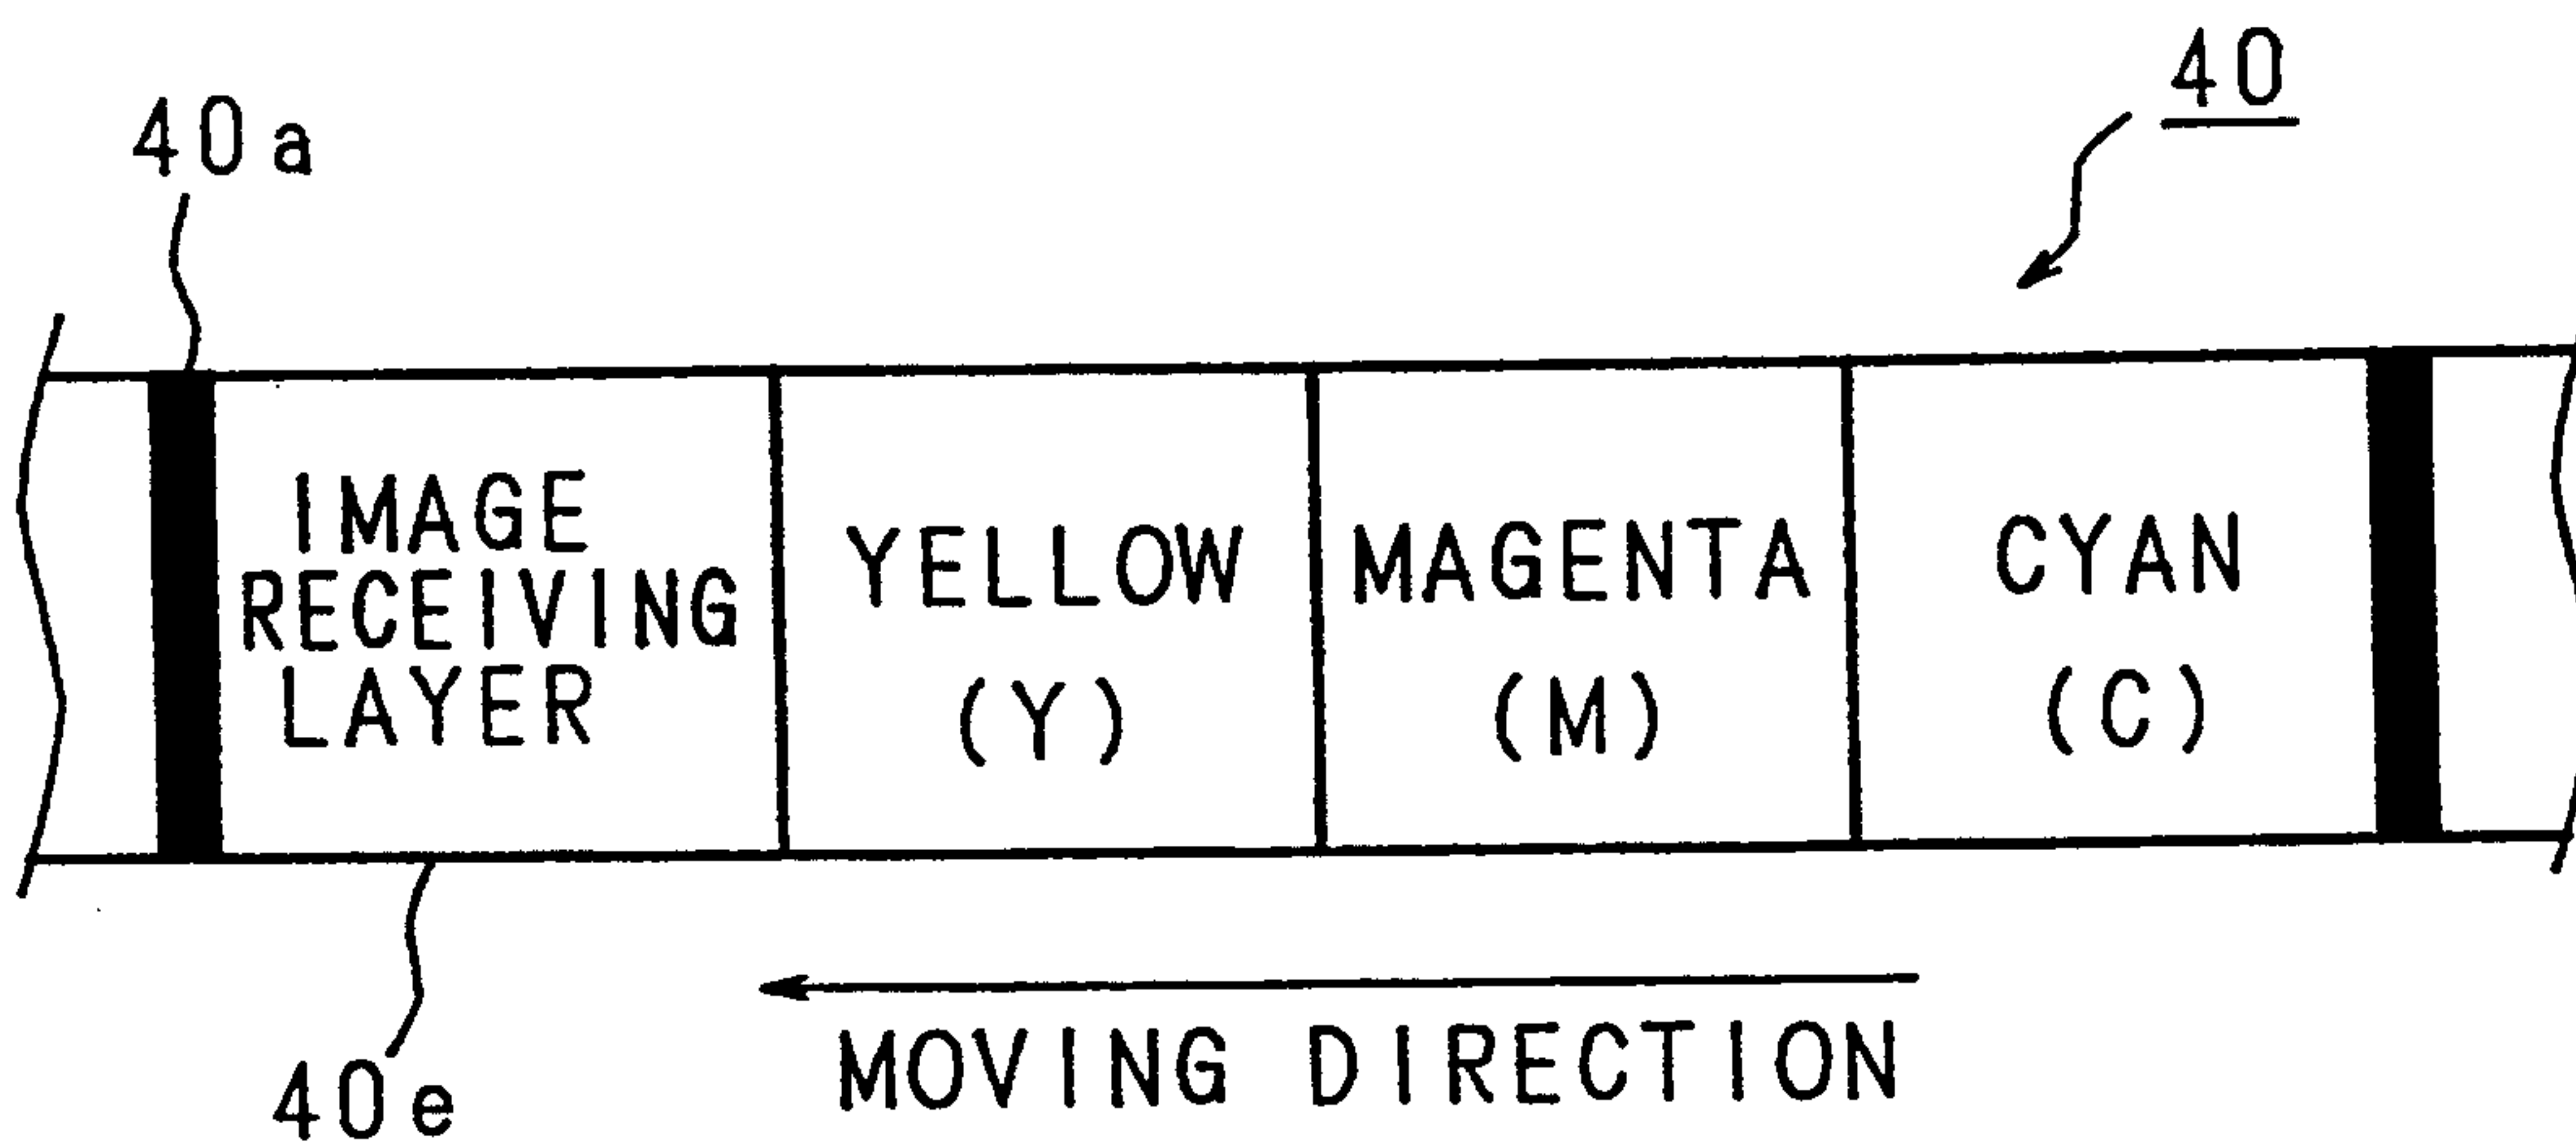 40
40a
IMAGE
RECEIVING
LAYER
YELLOW
(Y)
MAGENTA
(M)
CYAN
(C)
MOVING DIRECTION
40e